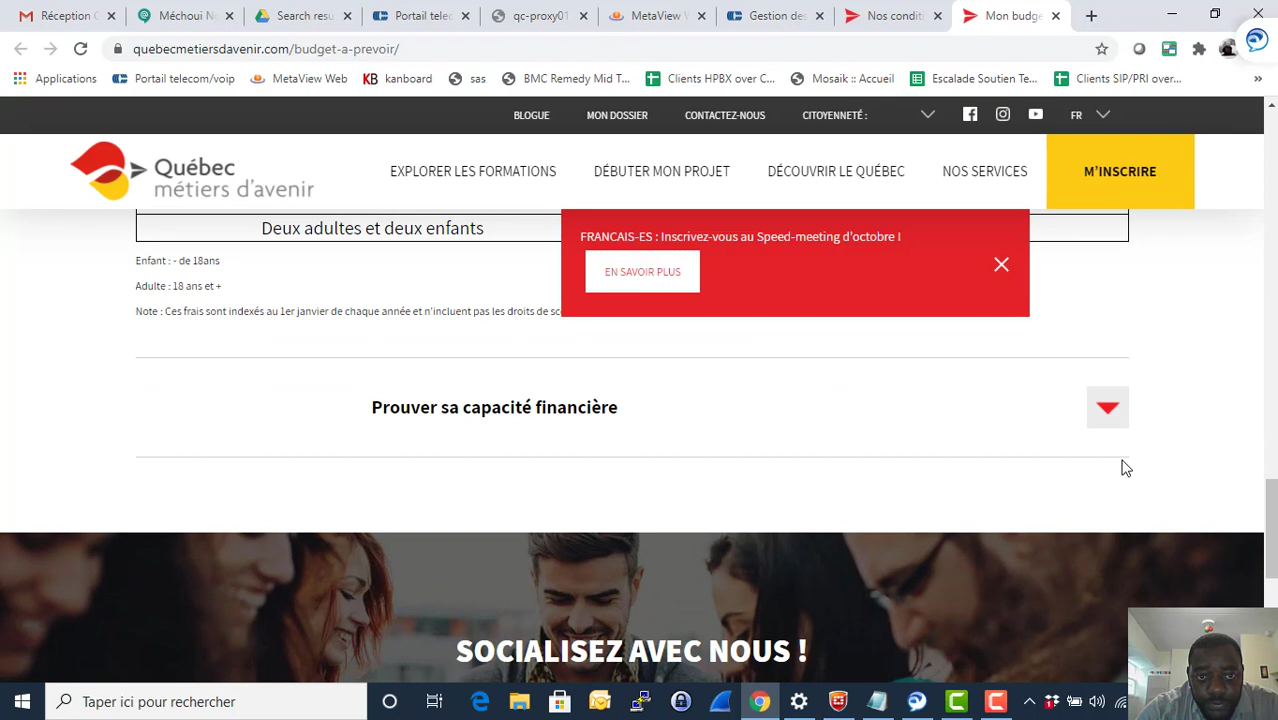 Réception (
Méchoui Né
Search resu
Portail telec
qc-proxy01
MetaView W
Gestion des
Nos conditi
Mon budge
quebecmetiersdavenir.com/budget-a-prevoir/
Applications
Portail telecom/voip
MetaView Web
KB kanboard
sas
BMC Remedy Mid T...
Clients HPBX over C...
Mosaik :: Accueil
Escalade Soutien Te...
Clients SIP/PRI over...
»
BLOGUE
MON DOSSIER
CONTACTEZ-NOUS
CITOYENNETÉ :
FR
Québec
métiers d'avenir
EXPLORER LES FORMATIONS
DÉBUTER MON PROJET
DÉCOUVRIR LE QUÉBEC
NOS SERVICES
M'INSCRIRE
Deux adultes et deux enfants
FRANCAIS-ES : Inscrivez-vous au Speed-meeting d'octobre !
EN SAVOIR PLUS
Enfant : - de 18ans
Adulte : 18 ans et +
Note : Ces frais sont indexés au 1er janvier de chaque année et n'incluent pas les droits de
Prouver sa capacité financière
SOCIALISEZ AVEC NOUS !
Taper ici pour rechercher